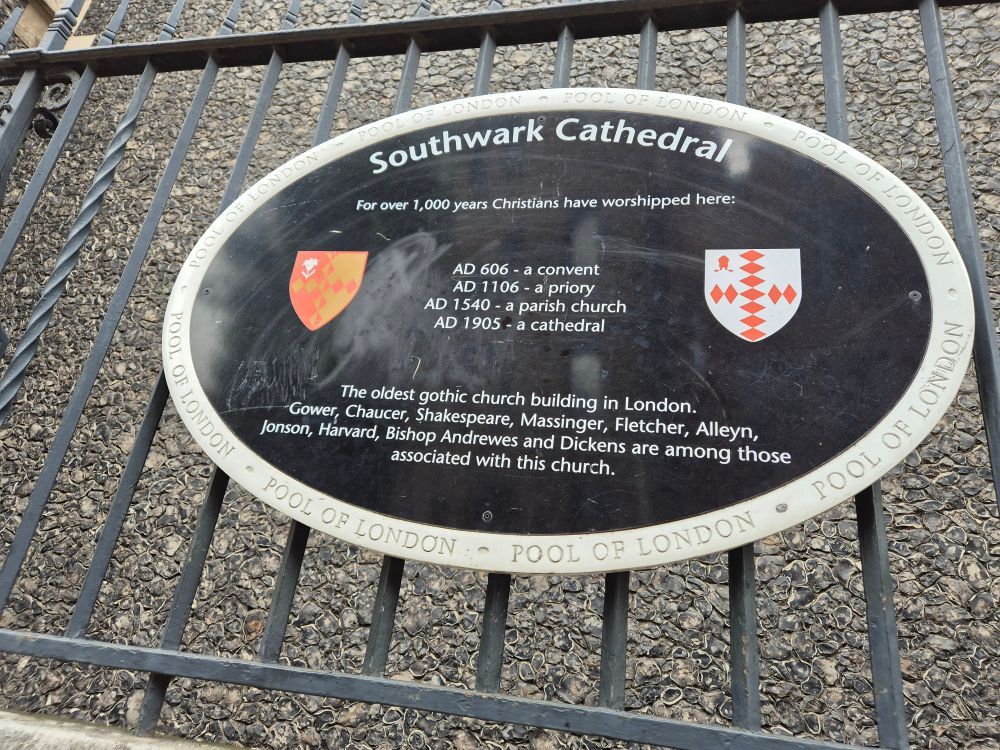 Southwark Cathedral
For over 1,000 years Christians have worshipped here:
AD 606 - a convent
AD 1106 - a priory
AD 1540 - a parish church
AD 1905 - a cathedral
The oldest gothic church building in London.
Gower, Chaucer, Shakespeare, Massinger, Fletcher, Alleyn,
Jonson, Harvard, Bishop Andrewes and Dickens are among those
associated with this church.
POOL OF LONDON
POOL OF LONDON
POOL OF LONDON
POOL OF LONDON
POOL OF LONDON
POOL OF LONDON
POOL OF LONDON
POOL OF LONDON
POOL OF LONDON